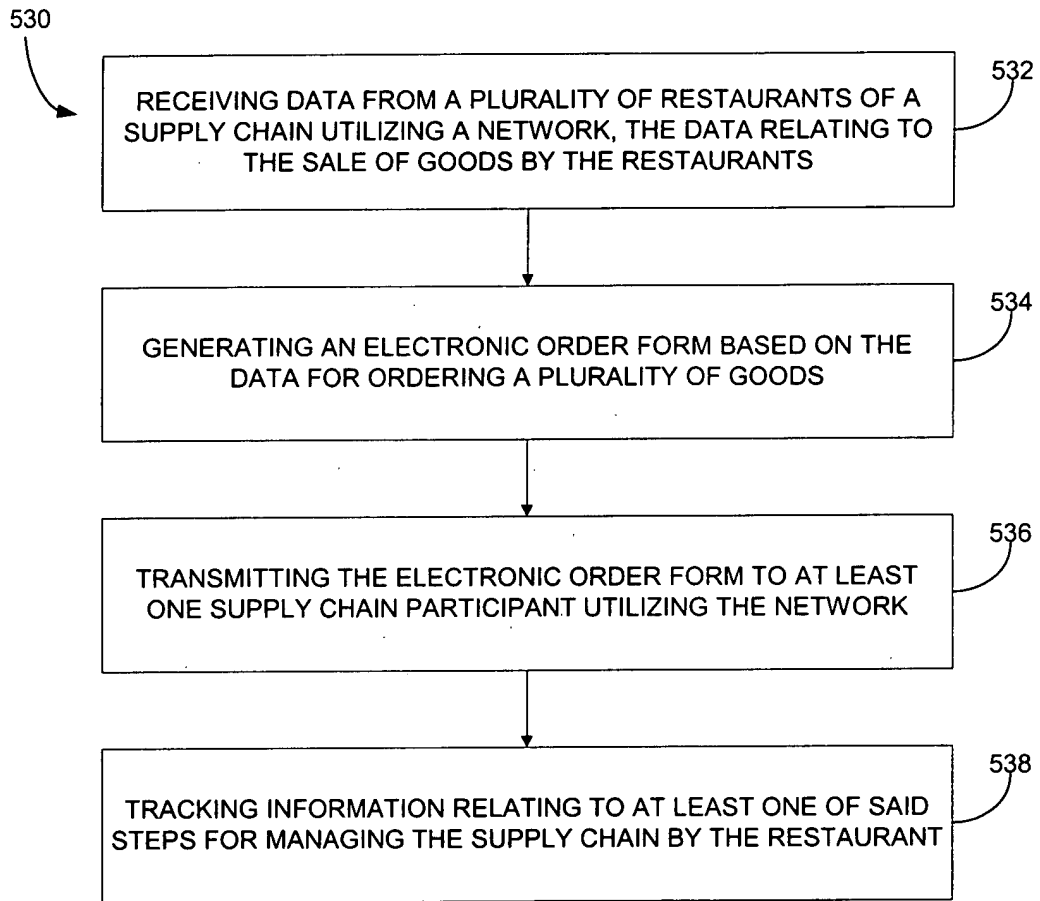 530
532
RECEIVING DATA FROM A PLURALITY OF RESTAURANTS OF A
SUPPLY CHAIN UTILIZING A NETWORK, THE DATA RELATING TO
THE SALE OF GOODS BY THE RESTAURANTS
534
GENERATING AN ELECTRONIC ORDER FORM BASED ON THE
DATA FOR ORDERING A PLURALITY OF GOODS
536
TRANSMITTING THE ELECTRONIC ORDER FORM TO AT LEAST
ONE SUPPLY CHAIN PARTICIPANT UTILIZING THE NETWORK
538
TRACKING INFORMATION RELATING TO AT LEAST ONE OF SAID
STEPS FOR MANAGING THE SUPPLY CHAIN BY THE RESTAURANT